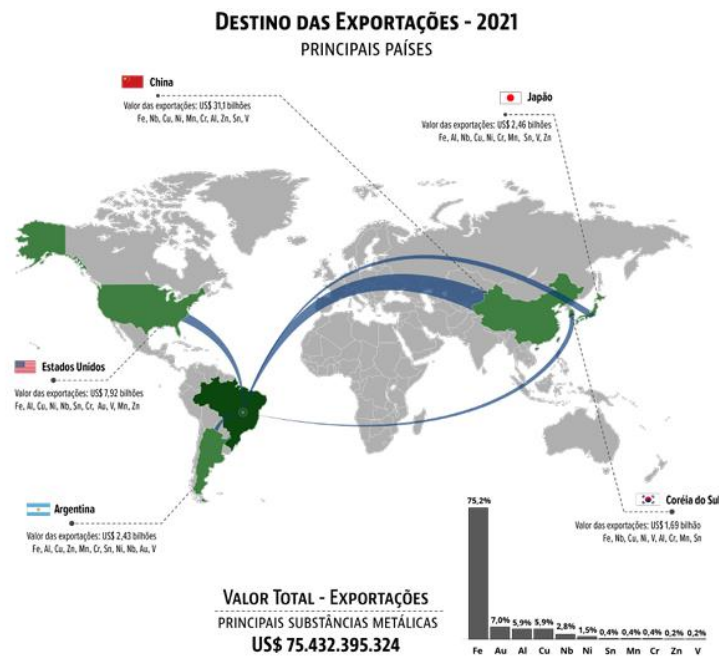 DESTINO DAS EXPORTAÇÕES - 2021
PRINCIPAIS PAÍSES
China
Valor das exportações: US$ 31,1 bilhões
Fe, Nb, Cu, Ni, Mn, Cr, Al, Zn, Sn, V
Japão
Valor das exportações: US$ 2,46 bilhões
Fe, Al, Nb, Cu, Ni, Cr, Mn, Sn, V, Zn
Estados Unidos
Valor das exportações: US$ 7,92 bilhões
Fe, Al, Cu, Ni, Nb, Sn, Cr, Au, V, Mn, Zn
Argentina
Valor das exportações: US$ 2,43 bilhões
Fe, Al, Cu, Zn, Mn, Cr, Sn, Ni, Nb, Au, V
Coréia do Sul
Valor das exportações: US$ 1,69 bilhão
Fe, Nb, Cu, Ni, V, Al, Cr, Mn, Sn
VALOR TOTAL - EXPORTAÇÕES
PRINCIPAIS SUBSTÂNCIAS METÁLICAS
US$ 75.432.395.324
75,2%
7,0% 5,9% 5,9% 2,8% 1,5% 0,4% 0,4% 0,4% 0,2% 0,2%
Fe Au Al Cu Nb Ni Sn Mn Cr Zn V